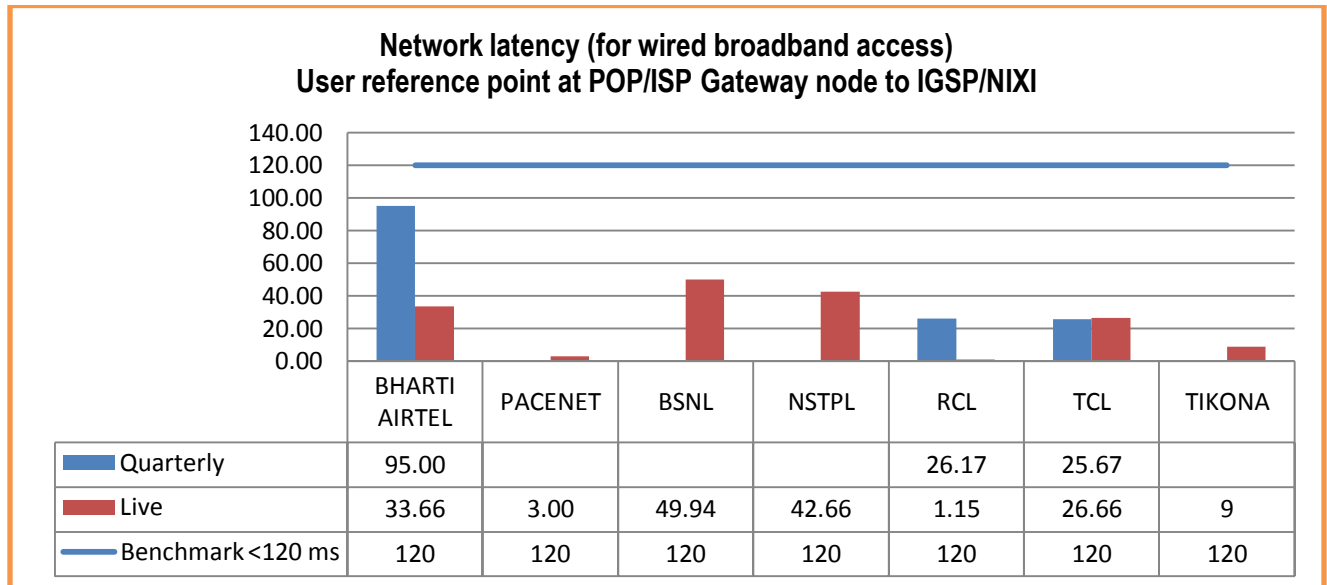 Network latency (for wired broadband access)
User reference point at POP/ISP Gateway node to IGSP/NIXI
140.00
120.00
100.00
80.00
60.00
40.00
20.00
0.00
BHARTI AIRTEL PACENET BSNL NSTPL RCL TCL TIKONA
Quarterly 95.00 26.17 25.67
Live 33.66 3.00 49.94 42.66 1.15 26.66 9
Benchmark <120 ms 120 120 120 120 120 120 120